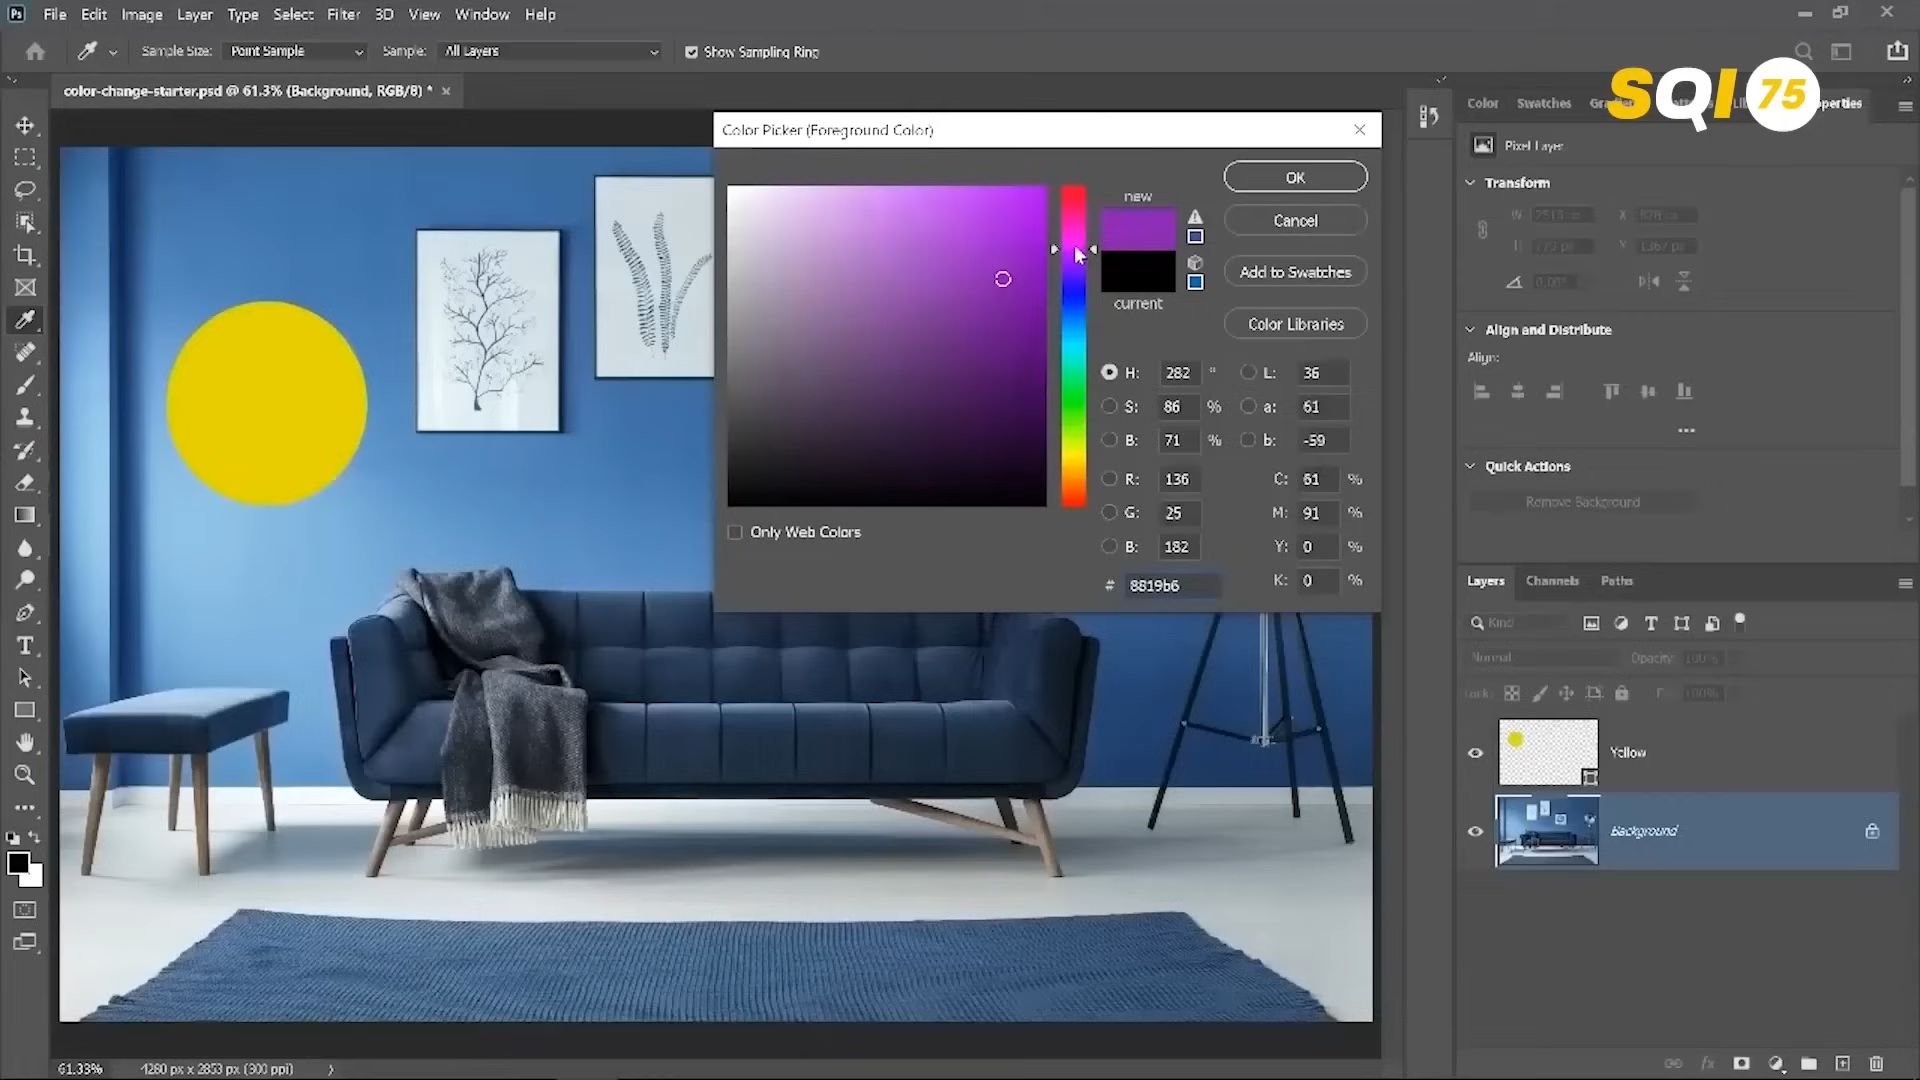 Ps File Edit Image Layer Type Select Filter 3D View Window Help
Sample Size: Point Sample Sample: All Layers Show Sampling Ring
SQI 75
color-change-starter.psd @ 61.3% (Background, RGB/8) * ×
Color Swatches
Color Picker (Foreground Color)
Pixel Layer
Transform
Align and Distribute
Align:
Quick Actions
Remove Background
new
current
OK
Cancel
Add to Swatches
Color Libraries
H: 282 ° L: 36
S: 86 % a: 61
B: 71 % b: -59
R: 136 C: 61 %
G: 25 M: 91 %
B: 182 Y: 0 %
# 8819b6 K: 0 %
Only Web Colors
Layers Channels Paths
Kind
Normal Opacity: 100%
Lock: 100%
Yellow
Background
61.33% 4280 px x 2853 px (300 ppi)